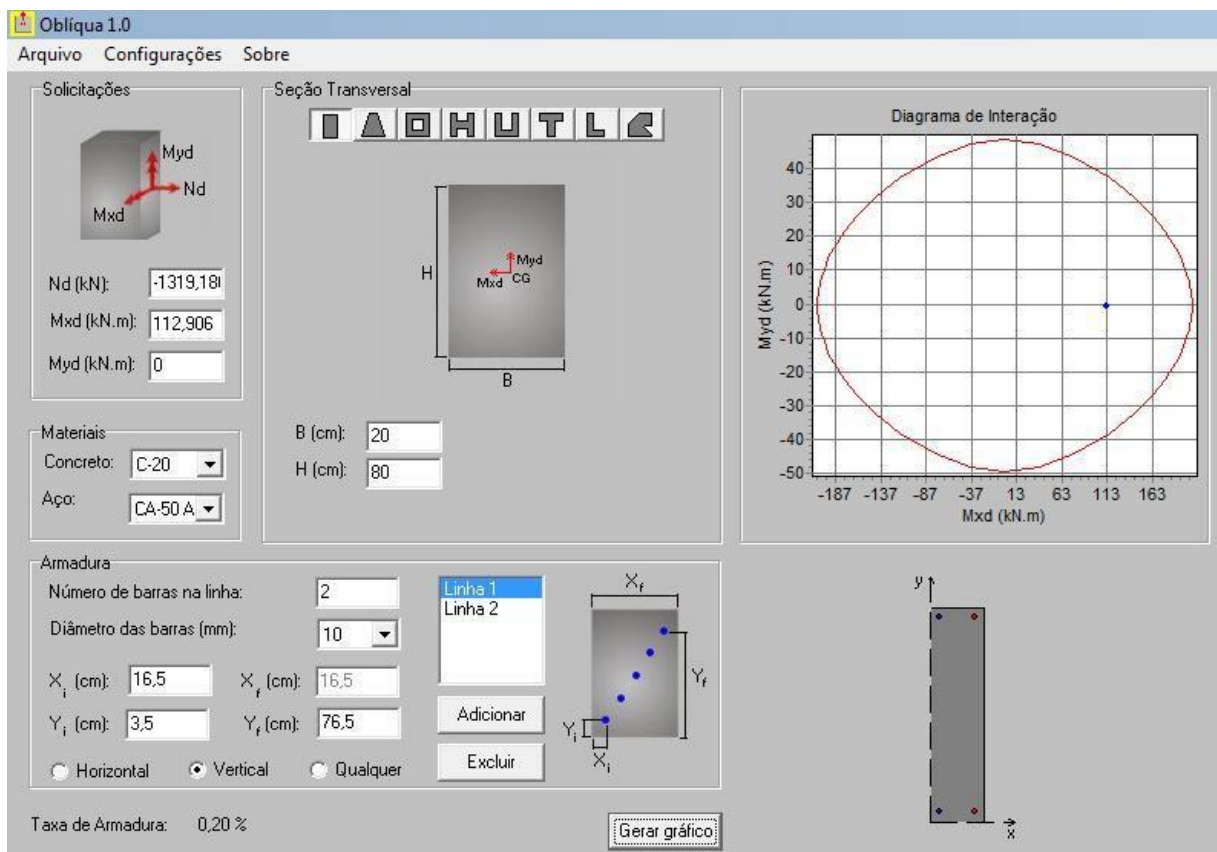 Oblíqua 1.0
Arquivo Configurações Sobre
Solicitações
Myd
Nd
Mxd
Nd (kN): -1319,18
Mxd (kN.m): 112,906
Myd (kN.m): 0
Materiais
Concreto: C-20
Aço: CA-50 A
Seção Transversal
H
Myd
Mxd CG
B
B (cm): 20
H (cm): 80
Diagrama de Interação
Myd (kN.m)
40
30
20
10
0
-10
-20
-30
-40
-50
-187 -137 -87 -37 13 63 113 163
Mxd (kN.m)
Armadura
Número de barras na linha: 2
Diâmetro das barras (mm): 10
Xi (cm): 16,5 Xf (cm): 16,5
Yi (cm): 3,5 Yf (cm): 76,5
Horizontal Vertical Qualquer
Linha 1
Linha 2
Adicionar
Excluir
Xf
Yf
Yi
Xi
Taxa de Armadura: 0,20 %
Gerar gráfico
y
x